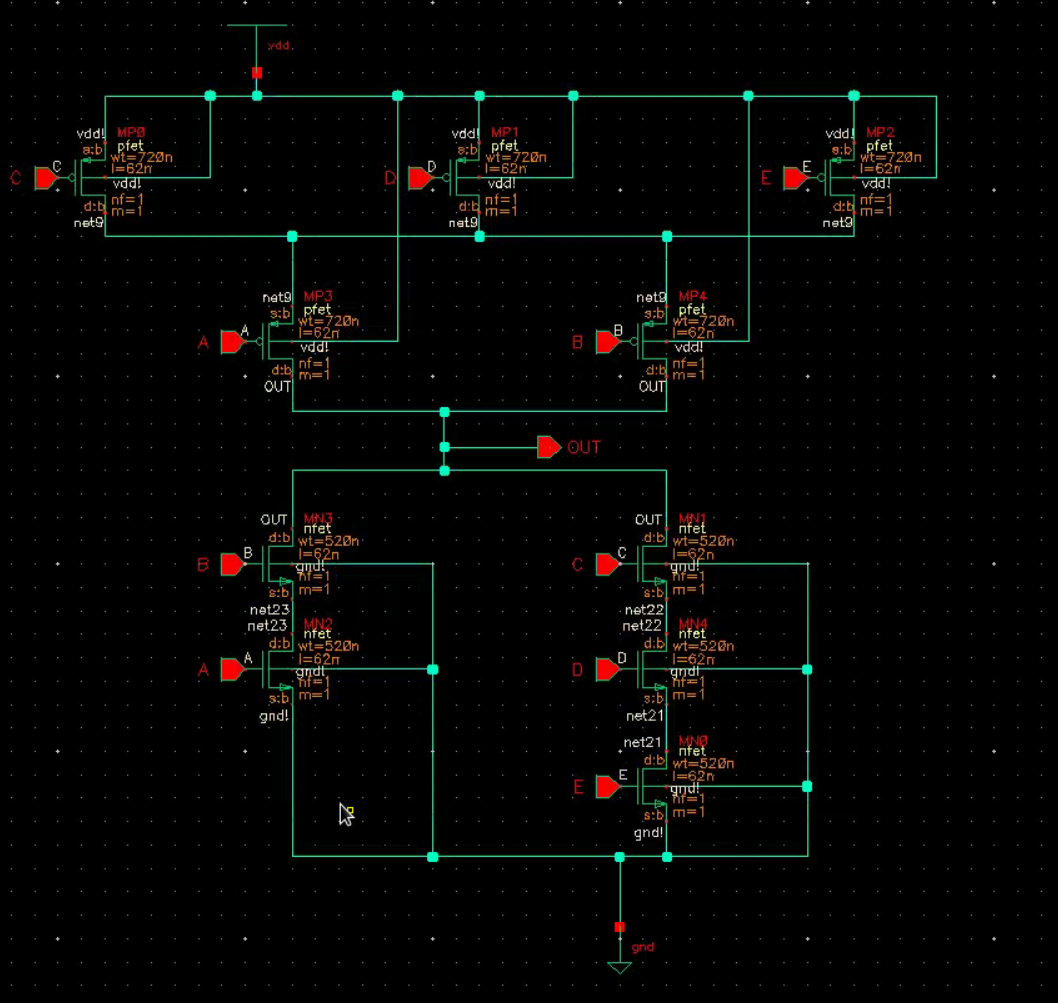 vdd
vdd!
MP0
pfet
s:b
wt=720n
l=62n
C
C
vdd!
nf=1
d:b
m=1
net9
vdd!
MP1
pfet
s:b
wt=720n
l=62n
D
D
vdd!
nf=1
d:b
m=1
net9
vdd!
MP2
pfet
s:b
wt=720n
l=62n
E
E
vdd!
nf=1
d:b
m=1
net9
net9
MP3
pfet
s:b
wt=720n
l=62n
A
A
vdd!
nf=1
d:b
m=1
OUT
net9
MP4
pfet
s:b
wt=720n
l=62n
B
B
vdd!
nf=1
d:b
m=1
OUT
OUT
OUT
MN3
nfet
d:b
wt=520n
l=62n
B
B
gnd!
nf=1
s:b
m=1
net23
net23
MN2
nfet
d:b
wt=520n
l=62n
A
A
gnd!
nf=1
s:b
m=1
gnd!
OUT
MN1
nfet
d:b
wt=520n
l=62n
C
C
gnd!
nf=1
s:b
m=1
net22
net22
MN4
nfet
d:b
wt=520n
l=62n
D
D
gnd!
nf=1
s:b
m=1
net21
net21
MN0
nfet
d:b
wt=520n
l=62n
E
E
gnd!
nf=1
s:b
m=1
gnd!
gnd